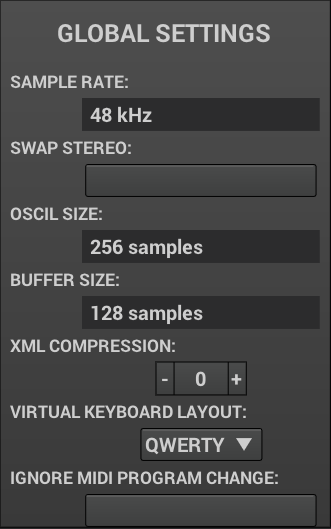 GLOBAL SETTINGS
SAMPLE RATE:
48 kHz
SWAP STEREO:
OSCIL SIZE:
256 samples
BUFFER SIZE:
128 samples
XML COMPRESSION:
- 0 +
VIRTUAL KEYBOARD LAYOUT:
QWERTY ▼
IGNORE MIDI PROGRAM CHANGE: